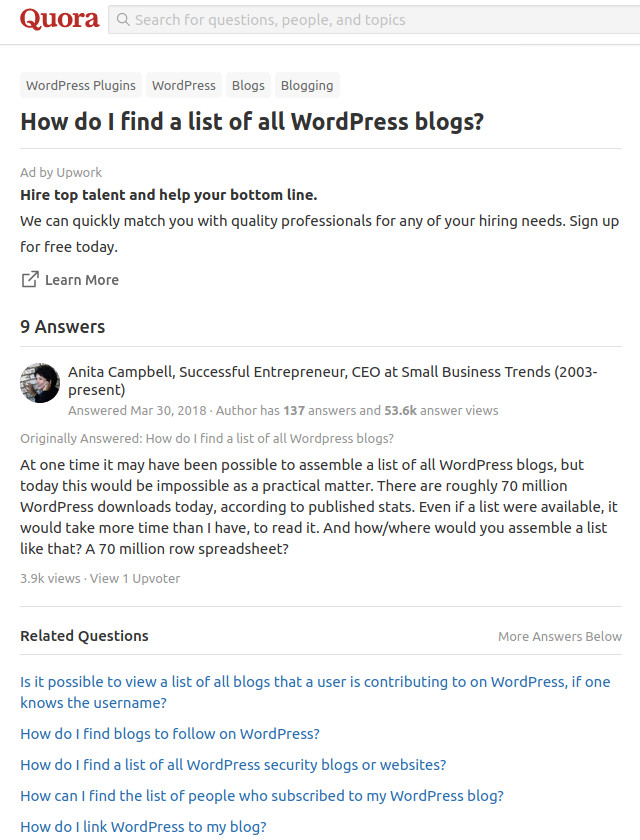 Quora
Search for questions, people, and topics
WordPress Plugins WordPress Blogs Blogging
How do I find a list of all WordPress blogs?
Ad by Upwork
Hire top talent and help your bottom line.
We can quickly match you with quality professionals for any of your hiring needs. Sign up
for free today.
Learn More
9 Answers
Anita Campbell, Successful Entrepreneur, CEO at Small Business Trends (2003-
present)
Answered Mar 30, 2018 · Author has 137 answers and 53.6k answer views
Originally Answered: How do I find a list of all Wordpress blogs?
At one time it may have been possible to assemble a list of all WordPress blogs, but
today this would be impossible as a practical matter. There are roughly 70 million
WordPress downloads today, according to published stats. Even if a list were available, it
would take more time than I have, to read it. And how/where would you assemble a list
like that? A 70 million row spreadsheet?
3.9k views · View 1 Upvoter
Related Questions
More Answers Below
Is it possible to view a list of all blogs that a user is contributing to on WordPress, if one
knows the username?
How do I find blogs to follow on WordPress?
How do I find a list of all WordPress security blogs or websites?
How can I find the list of people who subscribed to my WordPress blog?
How do I link WordPress to my blog?